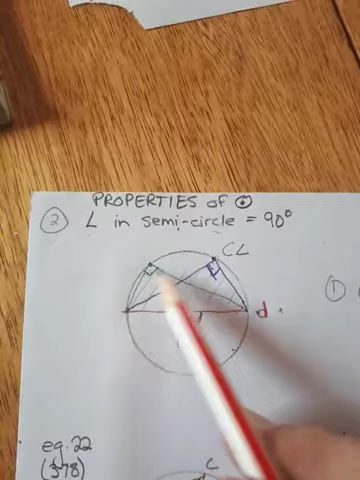 PROPERTIES of ⊙
② ∠ in semi-circle = 90°
C∠
d
①
eg.22
(378)
C